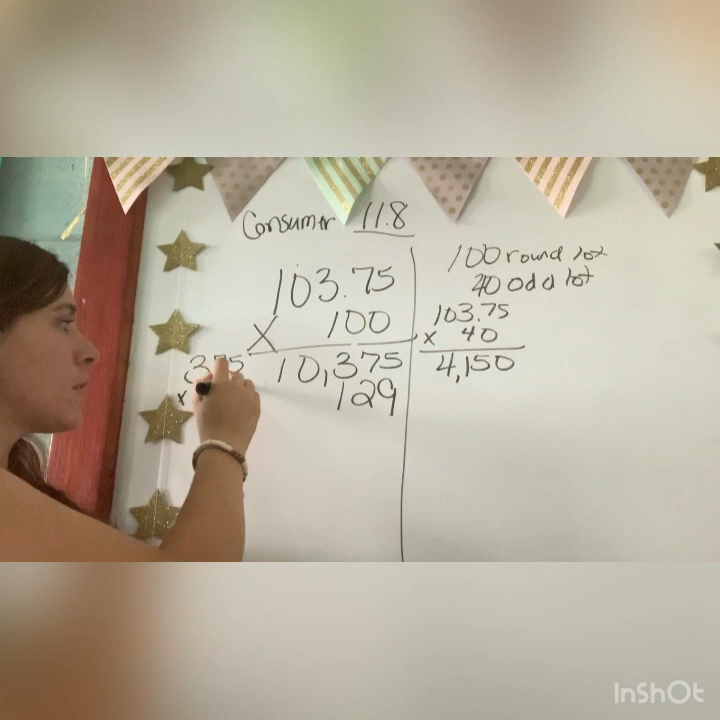 Consumer 11.8
103.75
X 100
10,375
129
375
x
100 round lot
40 odd lot
103.75
x 40
4,150
InShOt